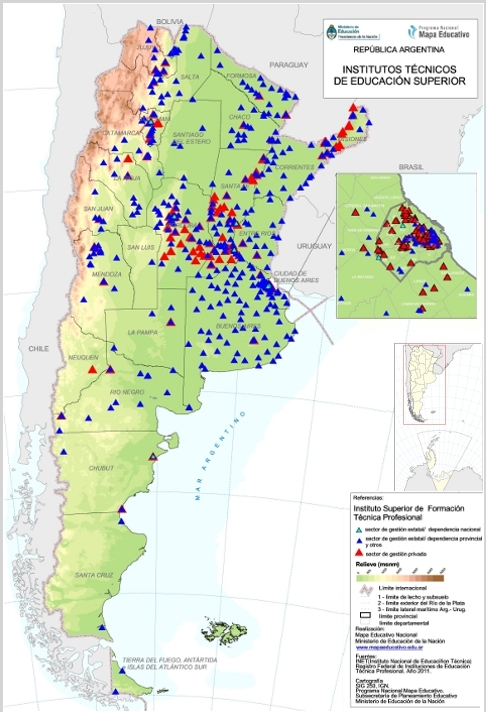 Ministerio de
Educación
Presidencia de la Nación
Programa Nacional
Mapa Educativo
REPÚBLICA ARGENTINA
INSTITUTOS TÉCNICOS
DE EDUCACIÓN SUPERIOR
BOLIVIA
PARAGUAY
BRASIL
URUGUAY
CHILE
JUJUY
SALTA
FORMOSA
CHACO
MISIONES
CATAMARCA
SANTIAGO
DEL ESTERO
CORRIENTES
LA RIOJA
SANTA FE
SAN JUAN
ENTRE RIOS
SAN LUIS
MENDOZA
CIUDAD DE
BUENOS AIRES
BUENOS AIRES
LA PAMPA
NEUQUEN
RIO NEGRO
CHUBUT
SANTA CRUZ
MAR ARGENTINO
TIERRA DEL FUEGO, ANTÁRTIDA
E ISLAS DEL ATLÁNTICO SUR
Referencias:
Instituto Superior de Formación
Técnica Profesional
sector de gestión estatal/ dependencia nacional
sector de gestión estatal/ dependencia provincial
y otros
sector de gestión privada
Relieve (msnm)
Límite internacional
1 - límite de lecho y subsuelo
2 - límite exterior del Río de la Plata
3 - límite lateral marítimo Arg.- Urug.
límite provincial
límite departamental
Realización:
Mapa Educativo Nacional
Ministerio de Educación de la Nación
www.mapaeducativo.edu.ar
Fuentes:
INET(Instituto Nacional de Educaciíon Técnica)
Registro Federal de Instituciones de Educación
Técnica Profesional. Año 2011.
Cartografía
SIG 250, IGN.
Programa Nacional Mapa Educativo.
Subsecretaría de Planeamiento Educativo
Ministerio de Educación de la Nación.